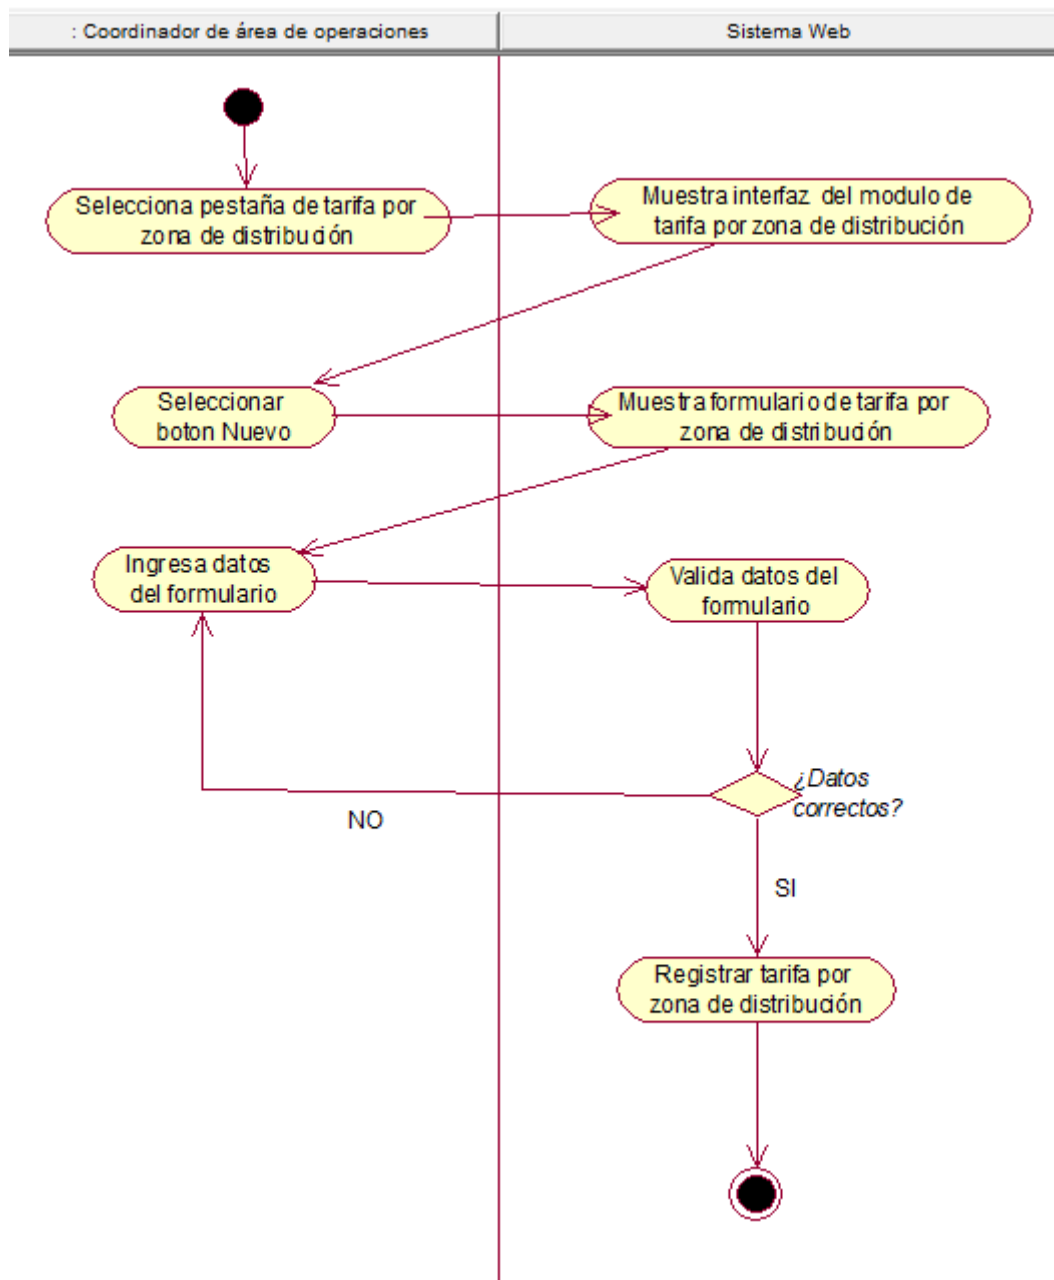 : Coordinador de área de operaciones
Sistema Web
Selecciona pestaña de tarifa por
zona de distribución
Muestra interfaz del modulo de
tarifa por zona de distribución
Seleccionar
boton Nuevo
Muestra formulario de tarifa por
zona de distribución
Ingresa datos
del formulario
Valida datos del
formulario
¿Datos
correctos?
NO
SI
Registrar tarifa por
zona de distribución